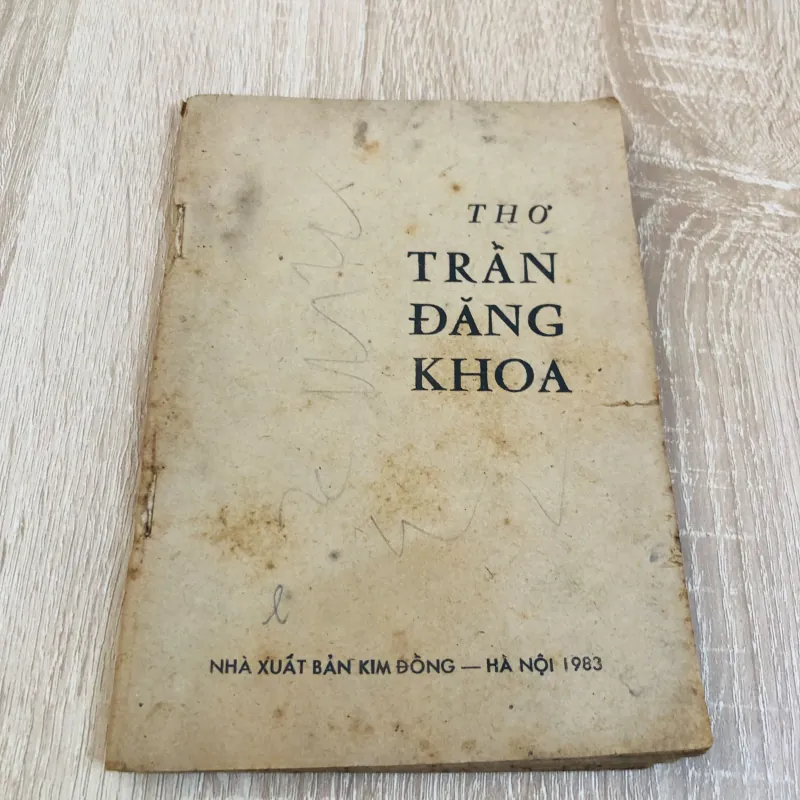 THƠ
TRẦN
ĐĂNG
KHOA
NHÀ XUẤT BẢN KIM ĐỒNG — HÀ NỘI 1983